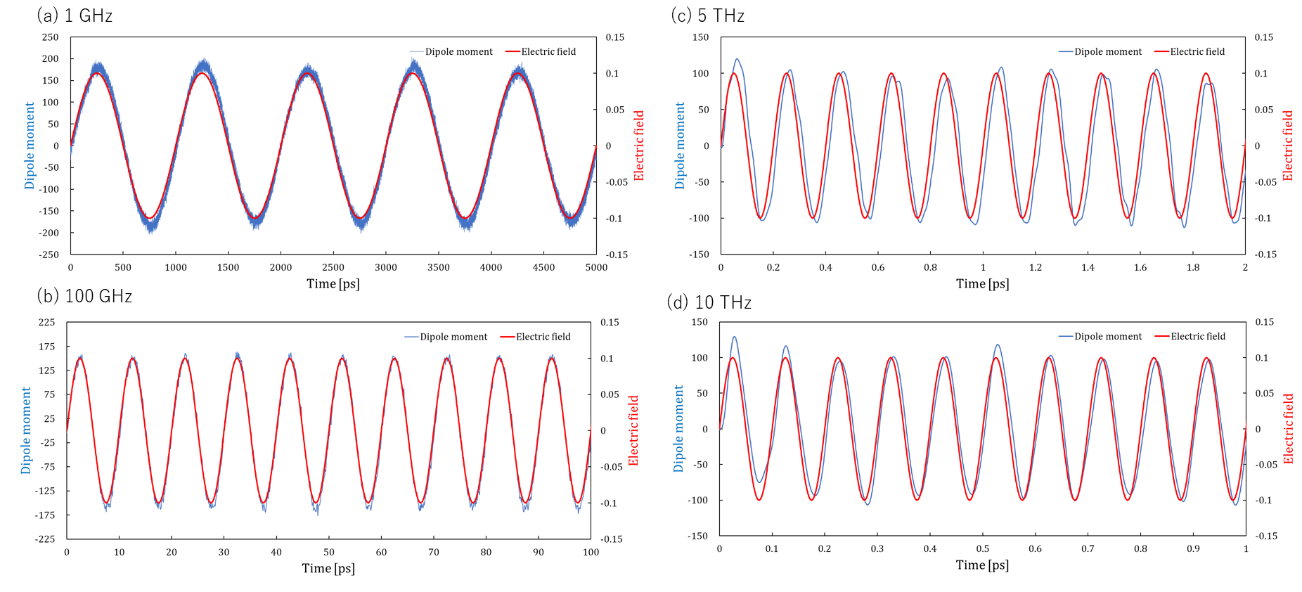 (a) 1 GHz
Dipole moment Electric field
250
200
150
100
50
0
-50
-100
-150
-200
-250
0.15
0.1
0.05
0
-0.05
-0.1
-0.15
Dipole moment
Electric field
0 500 1000 1500 2000 2500 3000 3500 4000 4500 5000
Time [ps]
(b) 100 GHz
Dipole moment Electric field
225
175
125
75
25
-25
-75
-125
-175
-225
0.15
0.1
0.05
0
-0.05
-0.1
-0.15
Dipole moment
Electric field
0 10 20 30 40 50 60 70 80 90 100
Time [ps]
(c) 5 THz
Dipole moment Electric field
150
100
50
0
-50
-100
-150
0.15
0.1
0.05
0
-0.05
-0.1
-0.15
Dipole moment
Electric field
0 0.2 0.4 0.6 0.8 1 1.2 1.4 1.6 1.8 2
Time [ps]
(d) 10 THz
Dipole moment Electric field
150
100
50
0
-50
-100
-150
0.15
0.1
0.05
0
-0.05
-0.1
-0.15
Dipole moment
Electric field
0 0.1 0.2 0.3 0.4 0.5 0.6 0.7 0.8 0.9 1
Time [ps]